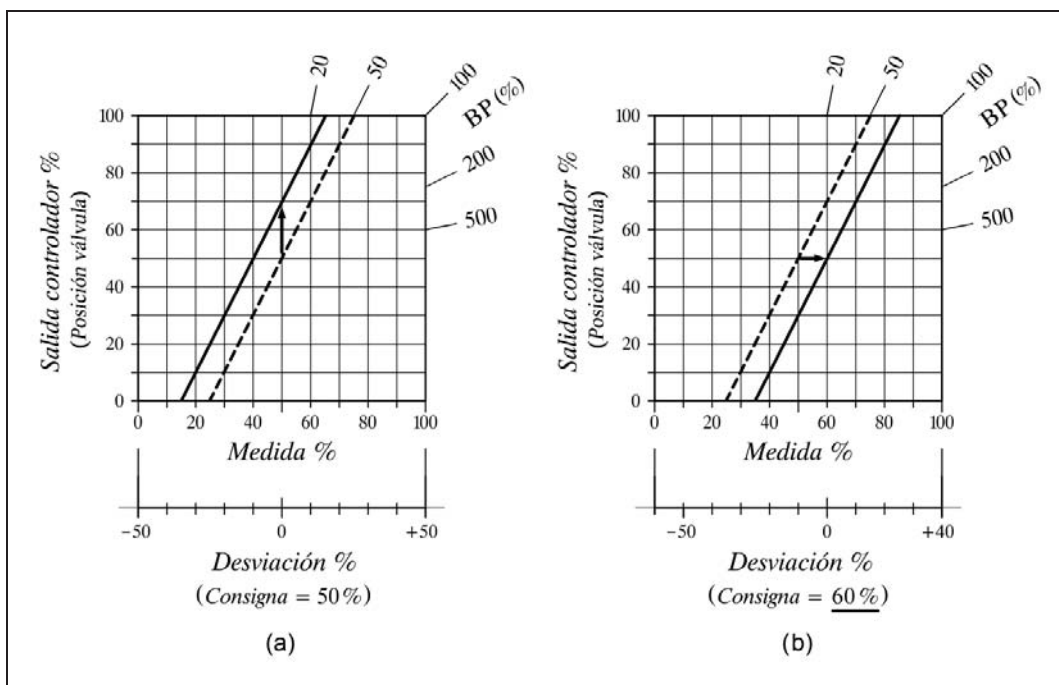 20
50
100
BP (%)
200
500
100
80
60
40
20
0
Salida controlador %
(Posición válvula)
0 20 40 60 80 100
Medida %
−50 0 +50
Desviación %
(Consigna = 50 %)
(a)
20
50
100
BP (%)
200
500
100
80
60
40
20
0
Salida controlador %
(Posición válvula)
0 20 40 60 80 100
Medida %
−50 0 +40
Desviación %
(Consigna = 60 %)
(b)